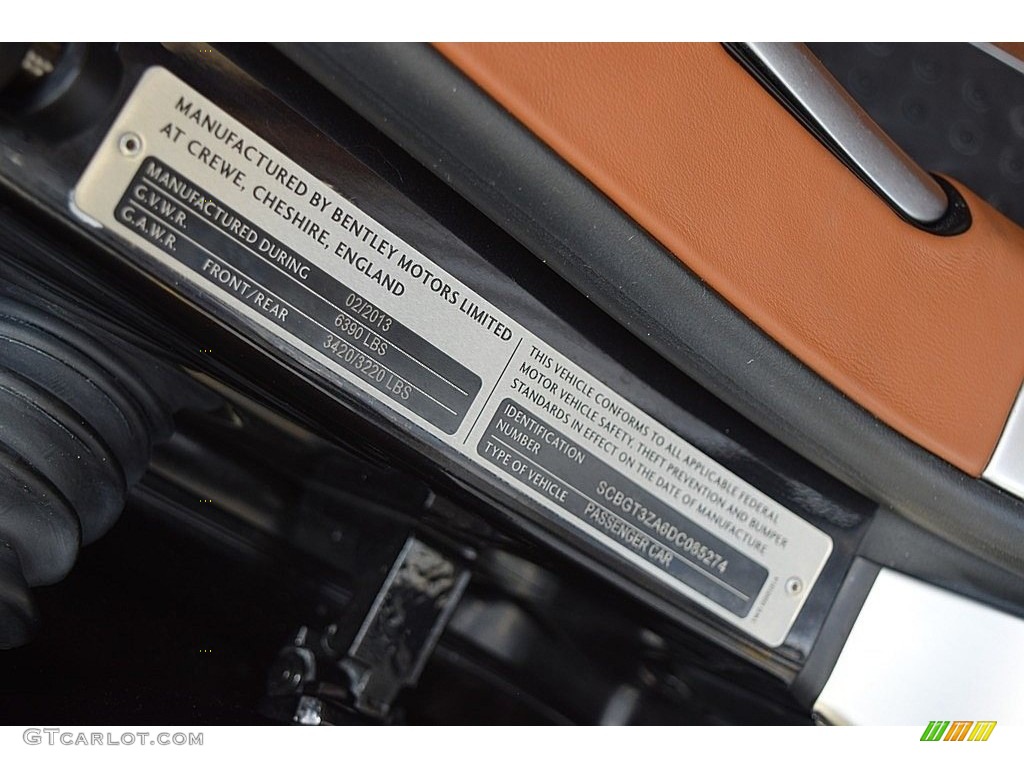 MANUFACTURED BY BENTLEY MOTORS LIMITED
AT CREWE, CHESHIRE, ENGLAND
MANUFACTURED DURING 02/2013
G.V.W.R. 6390 LBS
G.A.W.R. FRONT/REAR 3420/3220 LBS
THIS VEHICLE CONFORMS TO ALL APPLICABLE FEDERAL
MOTOR VEHICLE SAFETY, THEFT PREVENTION AND BUMPER
STANDARDS IN EFFECT ON THE DATE OF MANUFACTURE
IDENTIFICATION
NUMBER SCBGT3ZA6DC085274
TYPE OF VEHICLE PASSENGER CAR
GTCARLOT.COM